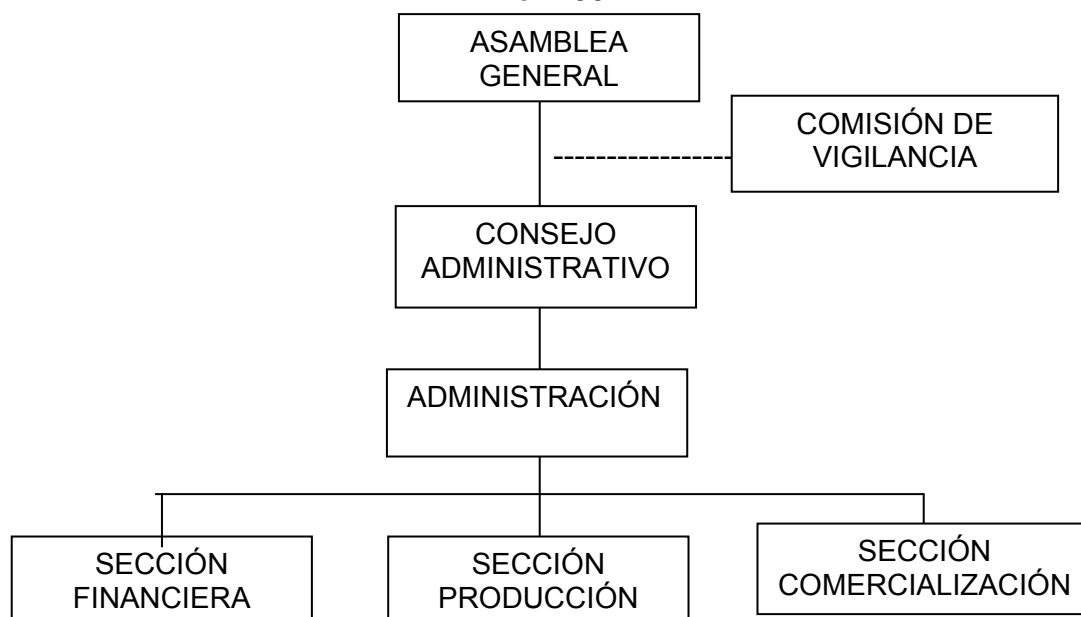 ASAMBLEA
GENERAL
COMISIÓN DE
VIGILANCIA
CONSEJO
ADMINISTRATIVO
ADMINISTRACIÓN
SECCIÓN
FINANCIERA
SECCIÓN
PRODUCCIÓN
SECCIÓN
COMERCIALIZACIÓN